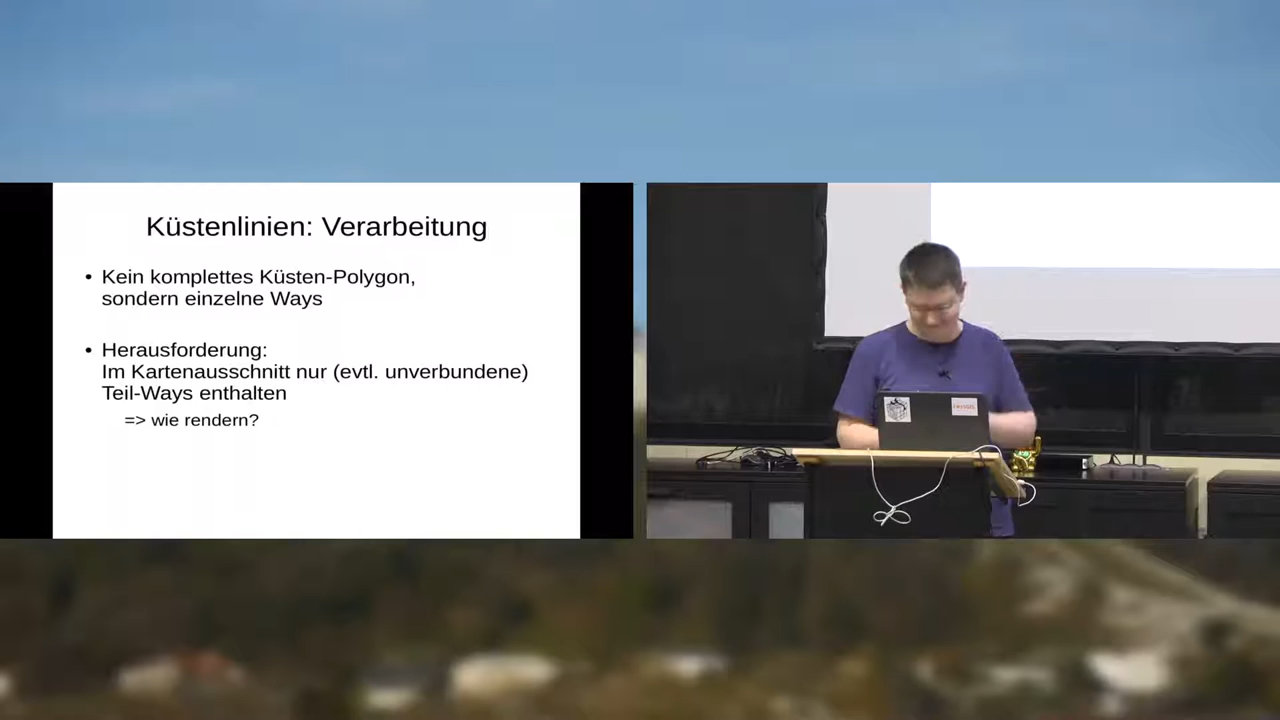 Küstenlinien: Verarbeitung
• Kein komplettes Küsten-Polygon,
sondern einzelne Ways
• Herausforderung:
Im Kartenausschnitt nur (evtl. unverbundene)
Teil-Ways enthalten
=> wie rendern?